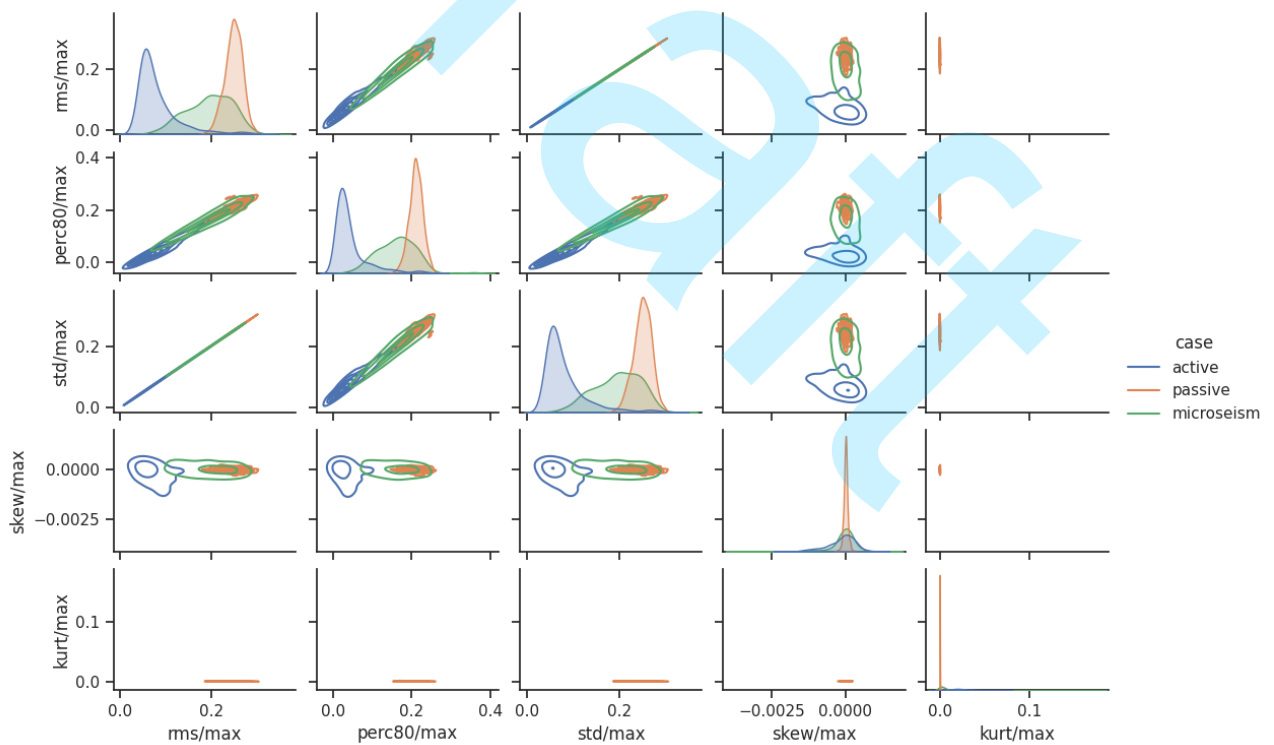 rms/max
0.2
0.0
perc80/max
0.4
0.2
0.0
std/max
0.2
0.0
skew/max
0.0000
−0.0025
kurt/max
0.1
0.0
0.0 0.2
rms/max
0.0 0.2 0.4
perc80/max
0.0 0.2
std/max
−0.0025 0.0000
skew/max
0.0 0.1
kurt/max
case
active
passive
microseism